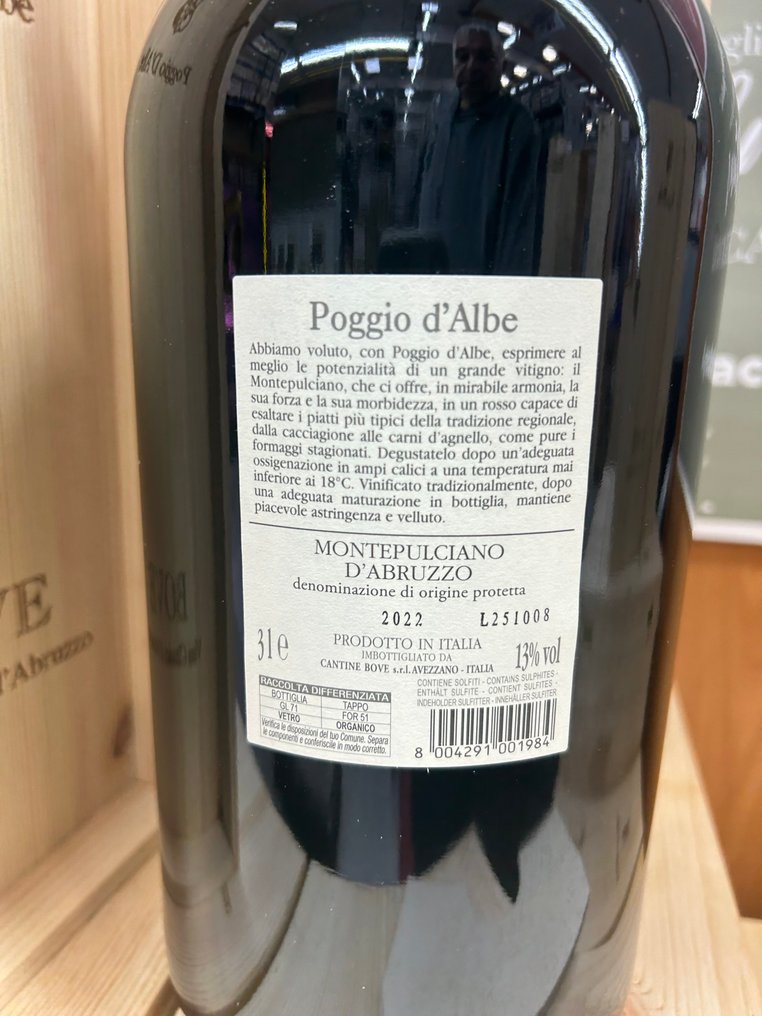 Poggio d'Albe
Abbiamo voluto, con Poggio d'Albe, esprimere al
meglio le potenzialità di un grande vitigno: il
Montepulciano, che ci offre, in mirabile armonia, la
sua forza e la sua morbidezza, in un rosso capace di
esaltare i piatti più tipici della tradizione regionale,
dalla cacciagione alle carni d'agnello, come pure i
formaggi stagionati. Degustatelo dopo un'adeguata
ossigenazione in ampi calici a una temperatura mai
inferiore ai 18°C. Vinificato tradizionalmente, dopo
una adeguata maturazione in bottiglia, mantiene
piacevole astringenza e velluto.
MONTEPULCIANO
D'ABRUZZO
denominazione di origine protetta
2022 L251008
3l e PRODOTTO IN ITALIA 13% vol
IMBOTTIGLIATO DA
CANTINE BOVE s.r.l. AVEZZANO - ITALIA
RACCOLTA DIFFERENZIATA
BOTTIGLIA TAPPO
GL 71 FOR 51
VETRO ORGANICO
Verifica le disposizioni del tuo Comune. Separa
le componenti e conferiscile in modo corretto.
CONTIENE SOLFITI - CONTAINS SULPHITES -
ENTHÄLT SULFITE - CONTIENT SULFITES -
INDEHOLDER SULFITTER - INNEHÅLLER SULFITER
8 004291 001984
VE
d'Abruzzo